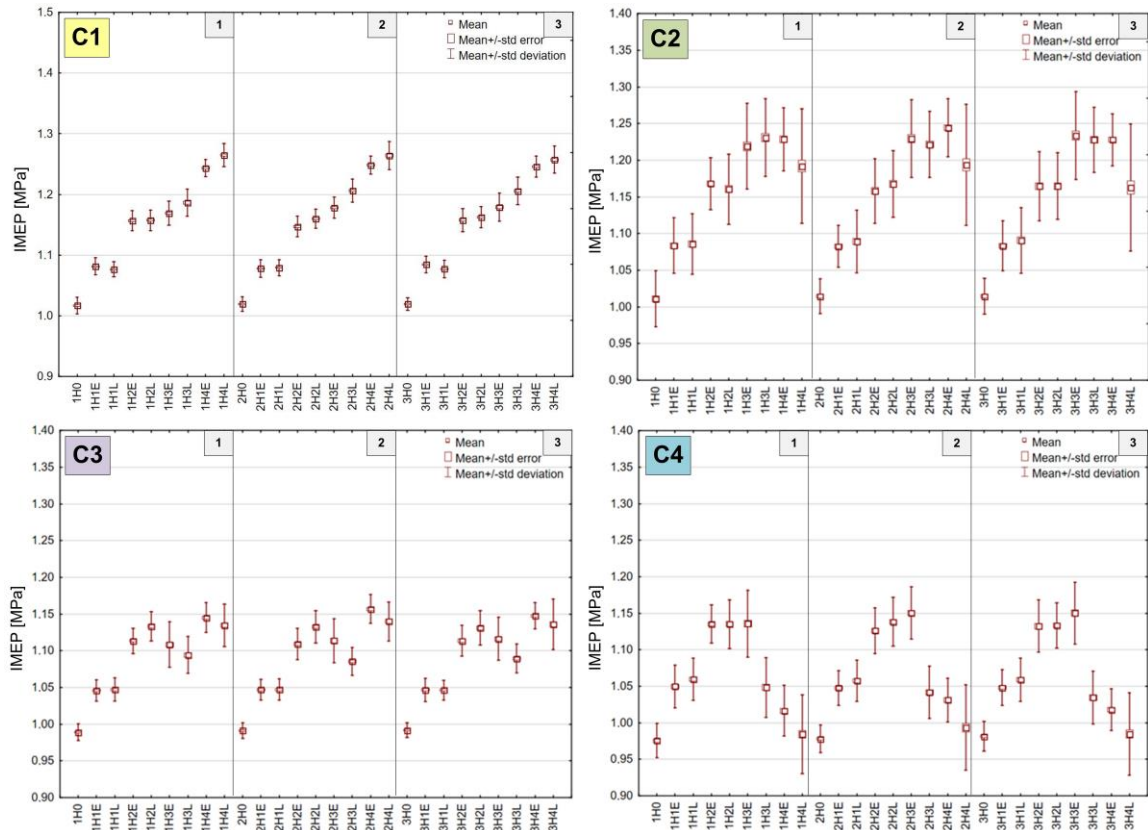 C1
1
2
3
Mean
Mean+/-std error
Mean+/-std deviation
IMEP [MPa]
1.5
1.4
1.3
1.2
1.1
1.0
0.9
1H0 1H1E 1H1L 1H2E 1H2L 1H3E 1H3L 1H4E 1H4L 2H0 2H1E 2H1L 2H2E 2H2L 2H3E 2H3L 2H4E 2H4L 3H0 3H1E 3H1L 3H2E 3H2L 3H3E 3H3L 3H4E 3H4L
C2
1
2
3
Mean
Mean+/-std error
Mean+/-std deviation
IMEP [MPa]
1.40
1.35
1.30
1.25
1.20
1.15
1.10
1.05
1.00
0.95
0.90
1H0 1H1E 1H1L 1H2E 1H2L 1H3E 1H3L 1H4E 1H4L 2H0 2H1E 2H1L 2H2E 2H2L 2H3E 2H3L 2H4E 2H4L 3H0 3H1E 3H1L 3H2E 3H2L 3H3E 3H3L 3H4E 3H4L
C3
1
2
3
Mean
Mean+/-std error
Mean+/-std deviation
IMEP [MPa]
1.40
1.35
1.30
1.25
1.20
1.15
1.10
1.05
1.00
0.95
0.90
1H0 1H1E 1H1L 1H2E 1H2L 1H3E 1H3L 1H4E 1H4L 2H0 2H1E 2H1L 2H2E 2H2L 2H3E 2H3L 2H4E 2H4L 3H0 3H1E 3H1L 3H2E 3H2L 3H3E 3H3L 3H4E 3H4L
C4
1
2
3
Mean
Mean+/-std error
Mean+/-std deviation
IMEP [MPa]
1.40
1.35
1.30
1.25
1.20
1.15
1.10
1.05
1.00
0.95
0.90
1H0 1H1E 1H1L 1H2E 1H2L 1H3E 1H3L 1H4E 1H4L 2H0 2H1E 2H1L 2H2E 2H2L 2H3E 2H3L 2H4E 2H4L 3H0 3H1E 3H1L 3H2E 3H2L 3H3E 3H3L 3H4E 3H4L